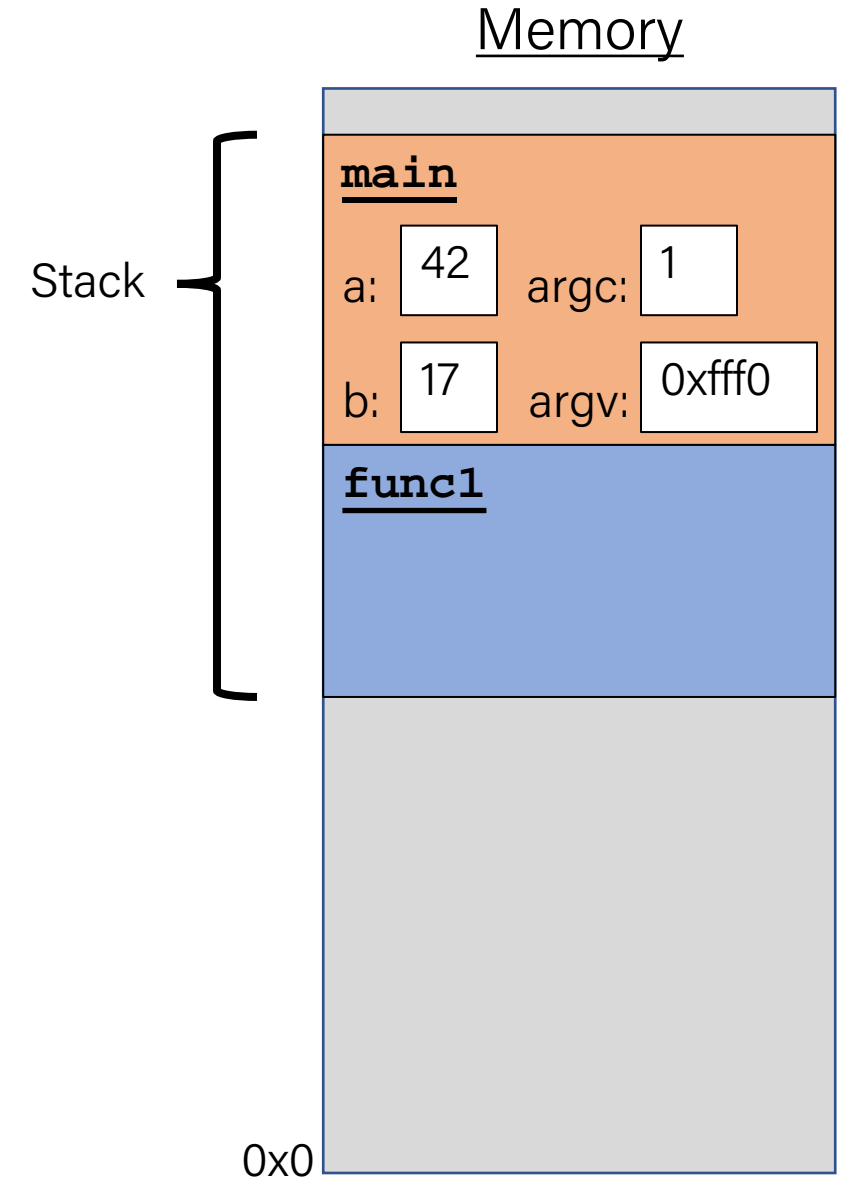 Memory
main
Stack
a: 42 argc: 1
b: 17 argv: 0xfff0
func1
0x0